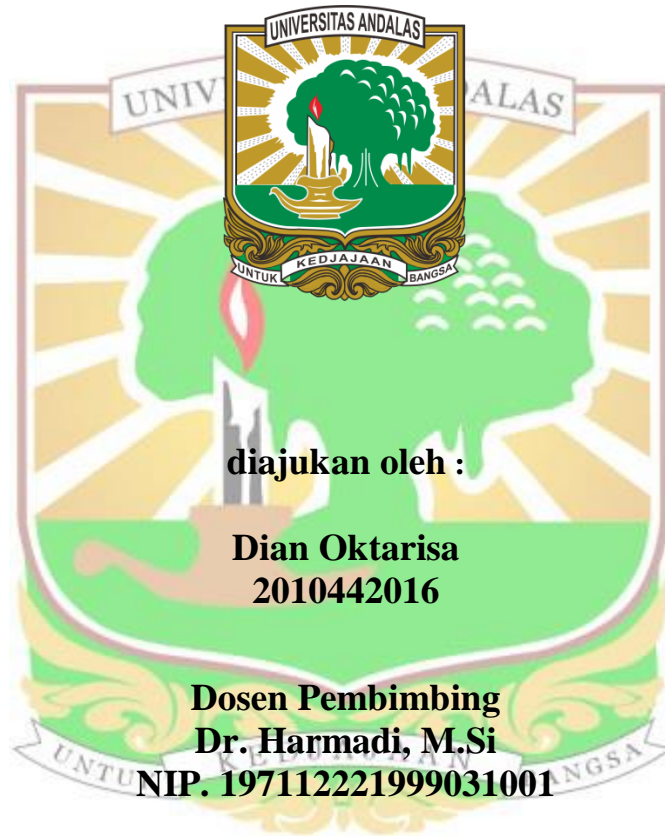 UNIVERSITAS ANDALAS
UNTUK KEDJAJAAN BANGSA
diajukan oleh :
Dian Oktarisa
2010442016
Dosen Pembimbing
Dr. Harmadi, M.Si
NIP. 197112221999031001